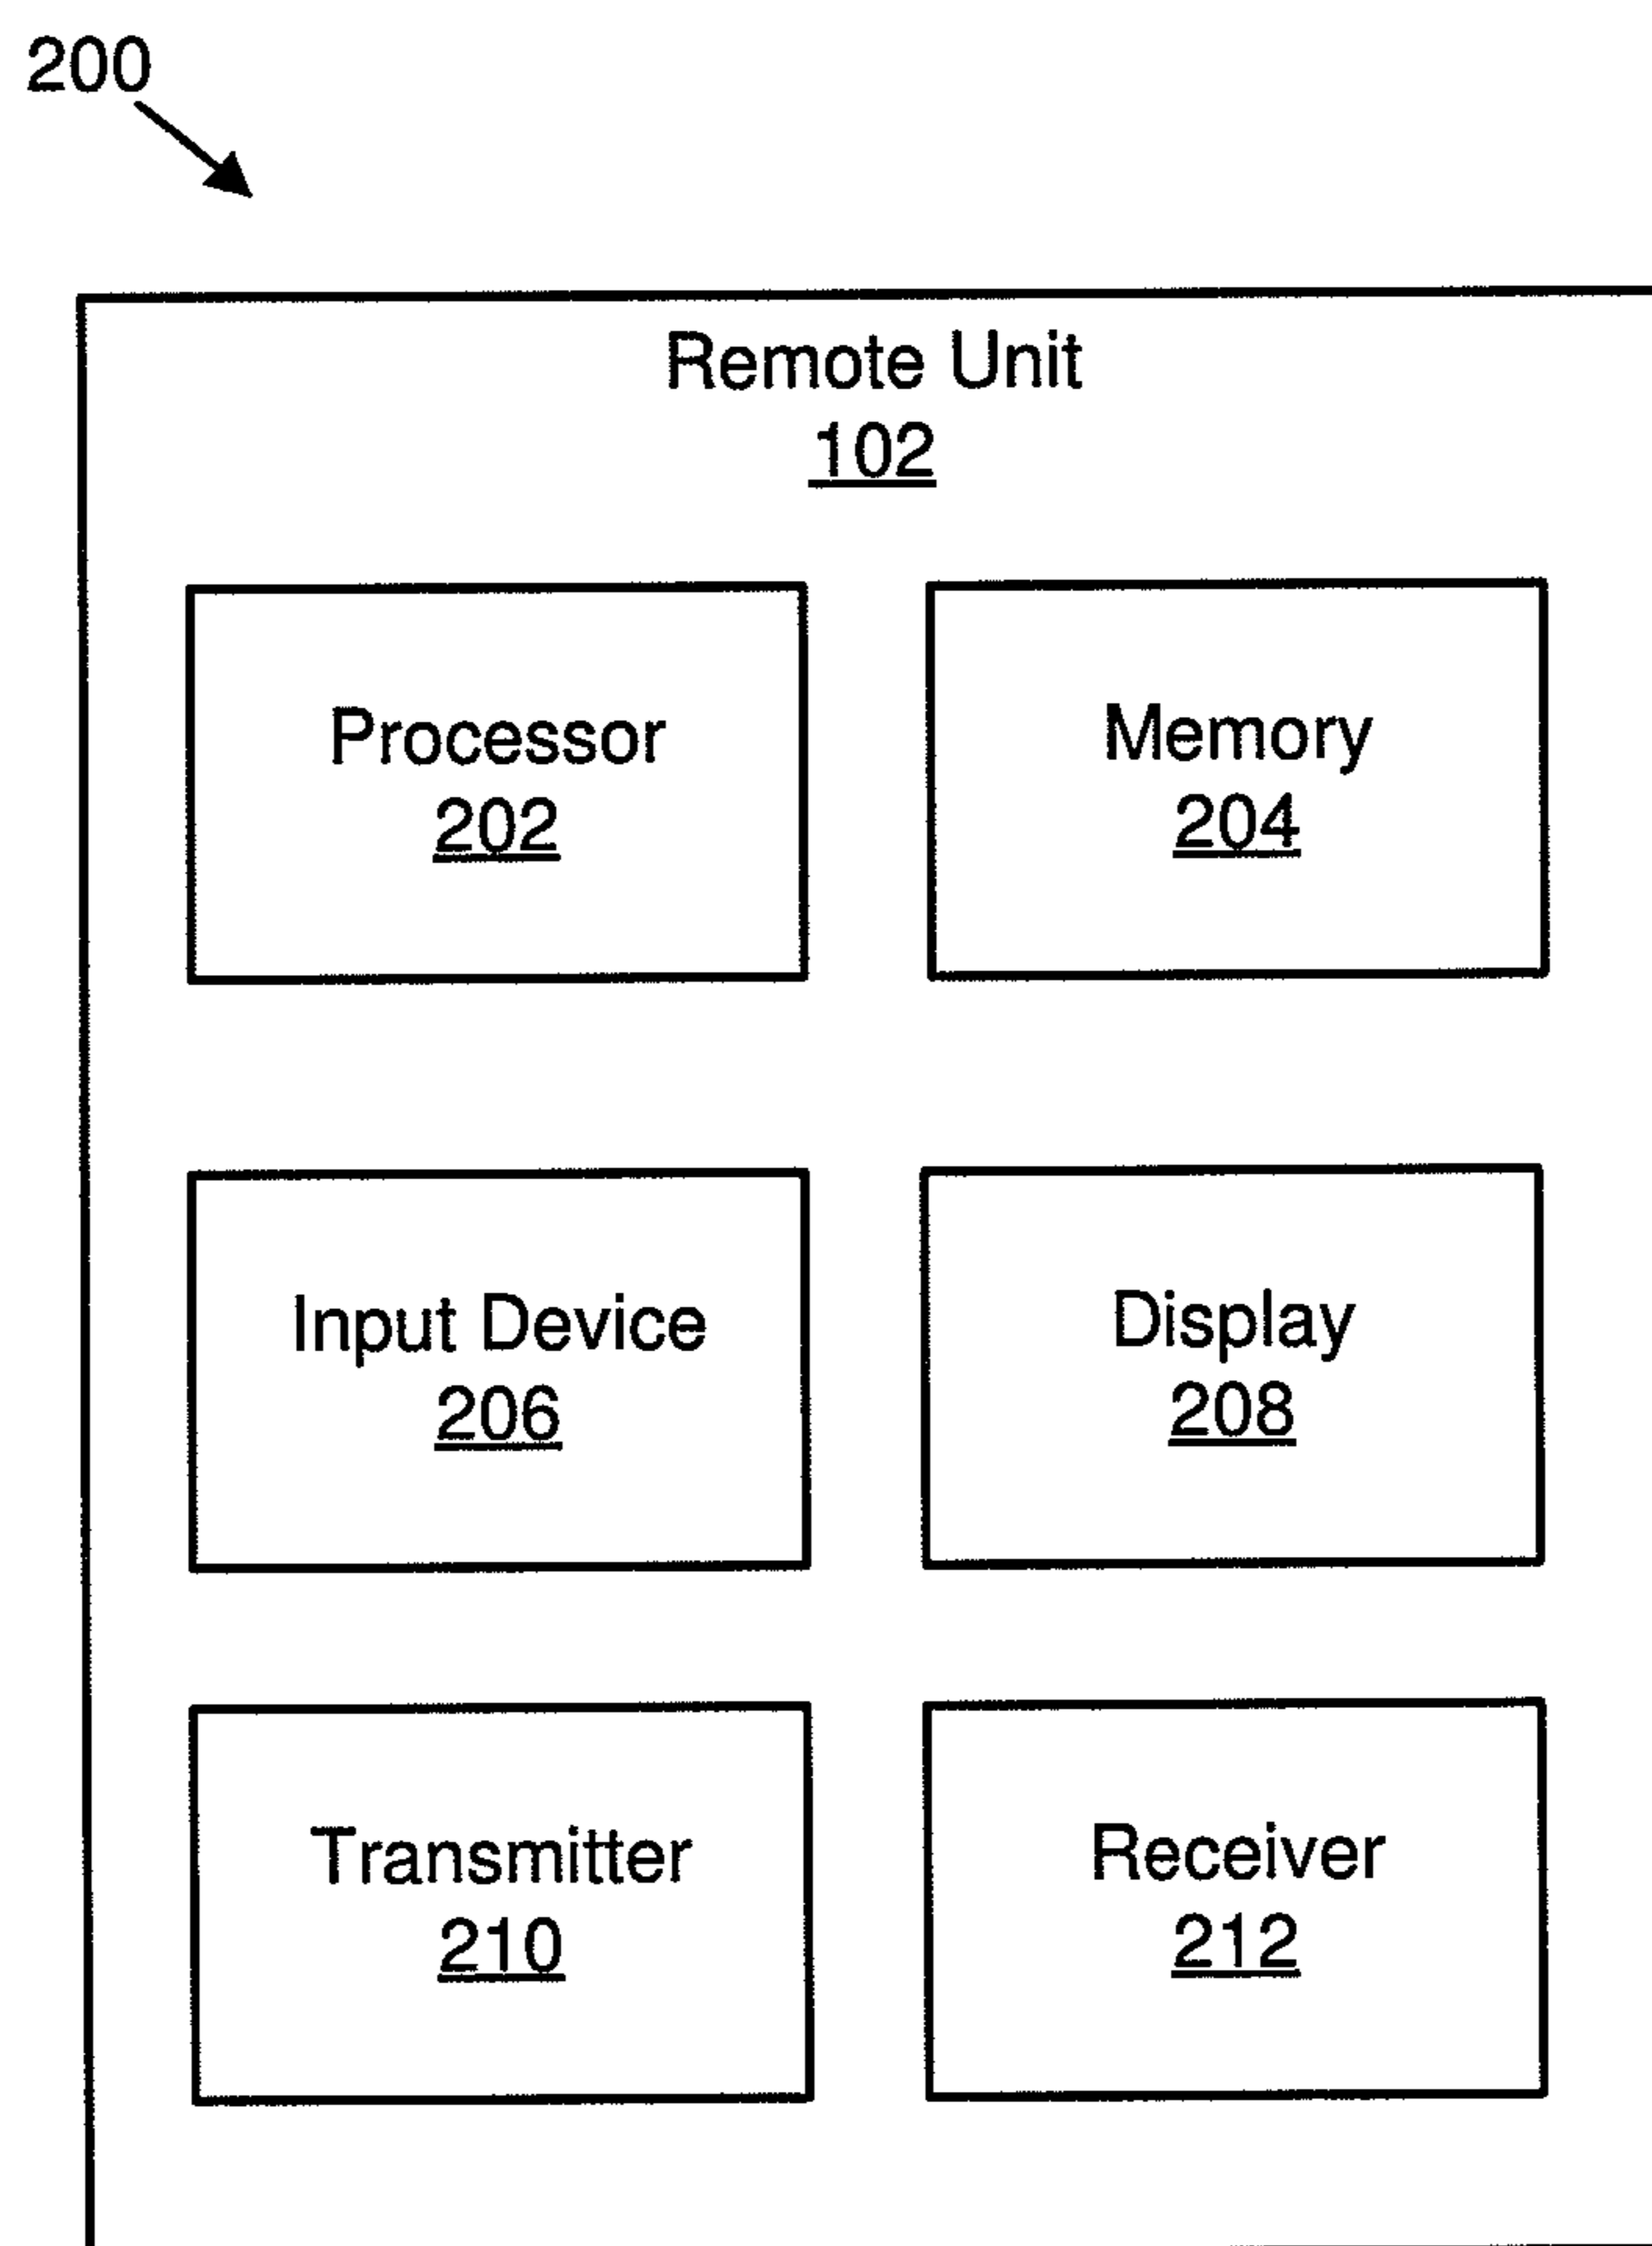 200
Remote Unit
102
Processor
202
Memory
204
Input Device
206
Display
208
Transmitter
210
Receiver
212